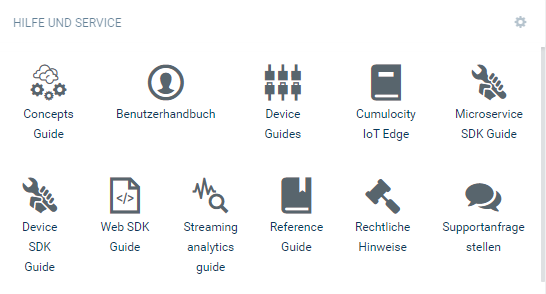 HILFE UND SERVICE
Concepts
Guide
Benutzerhandbuch
Device
Guides
Cumulocity
IoT Edge
Microservice
SDK Guide
Device
SDK
Guide
Web SDK
Guide
Streaming
analytics
guide
Reference
Guide
Rechtliche
Hinweise
Supportanfrage
stellen